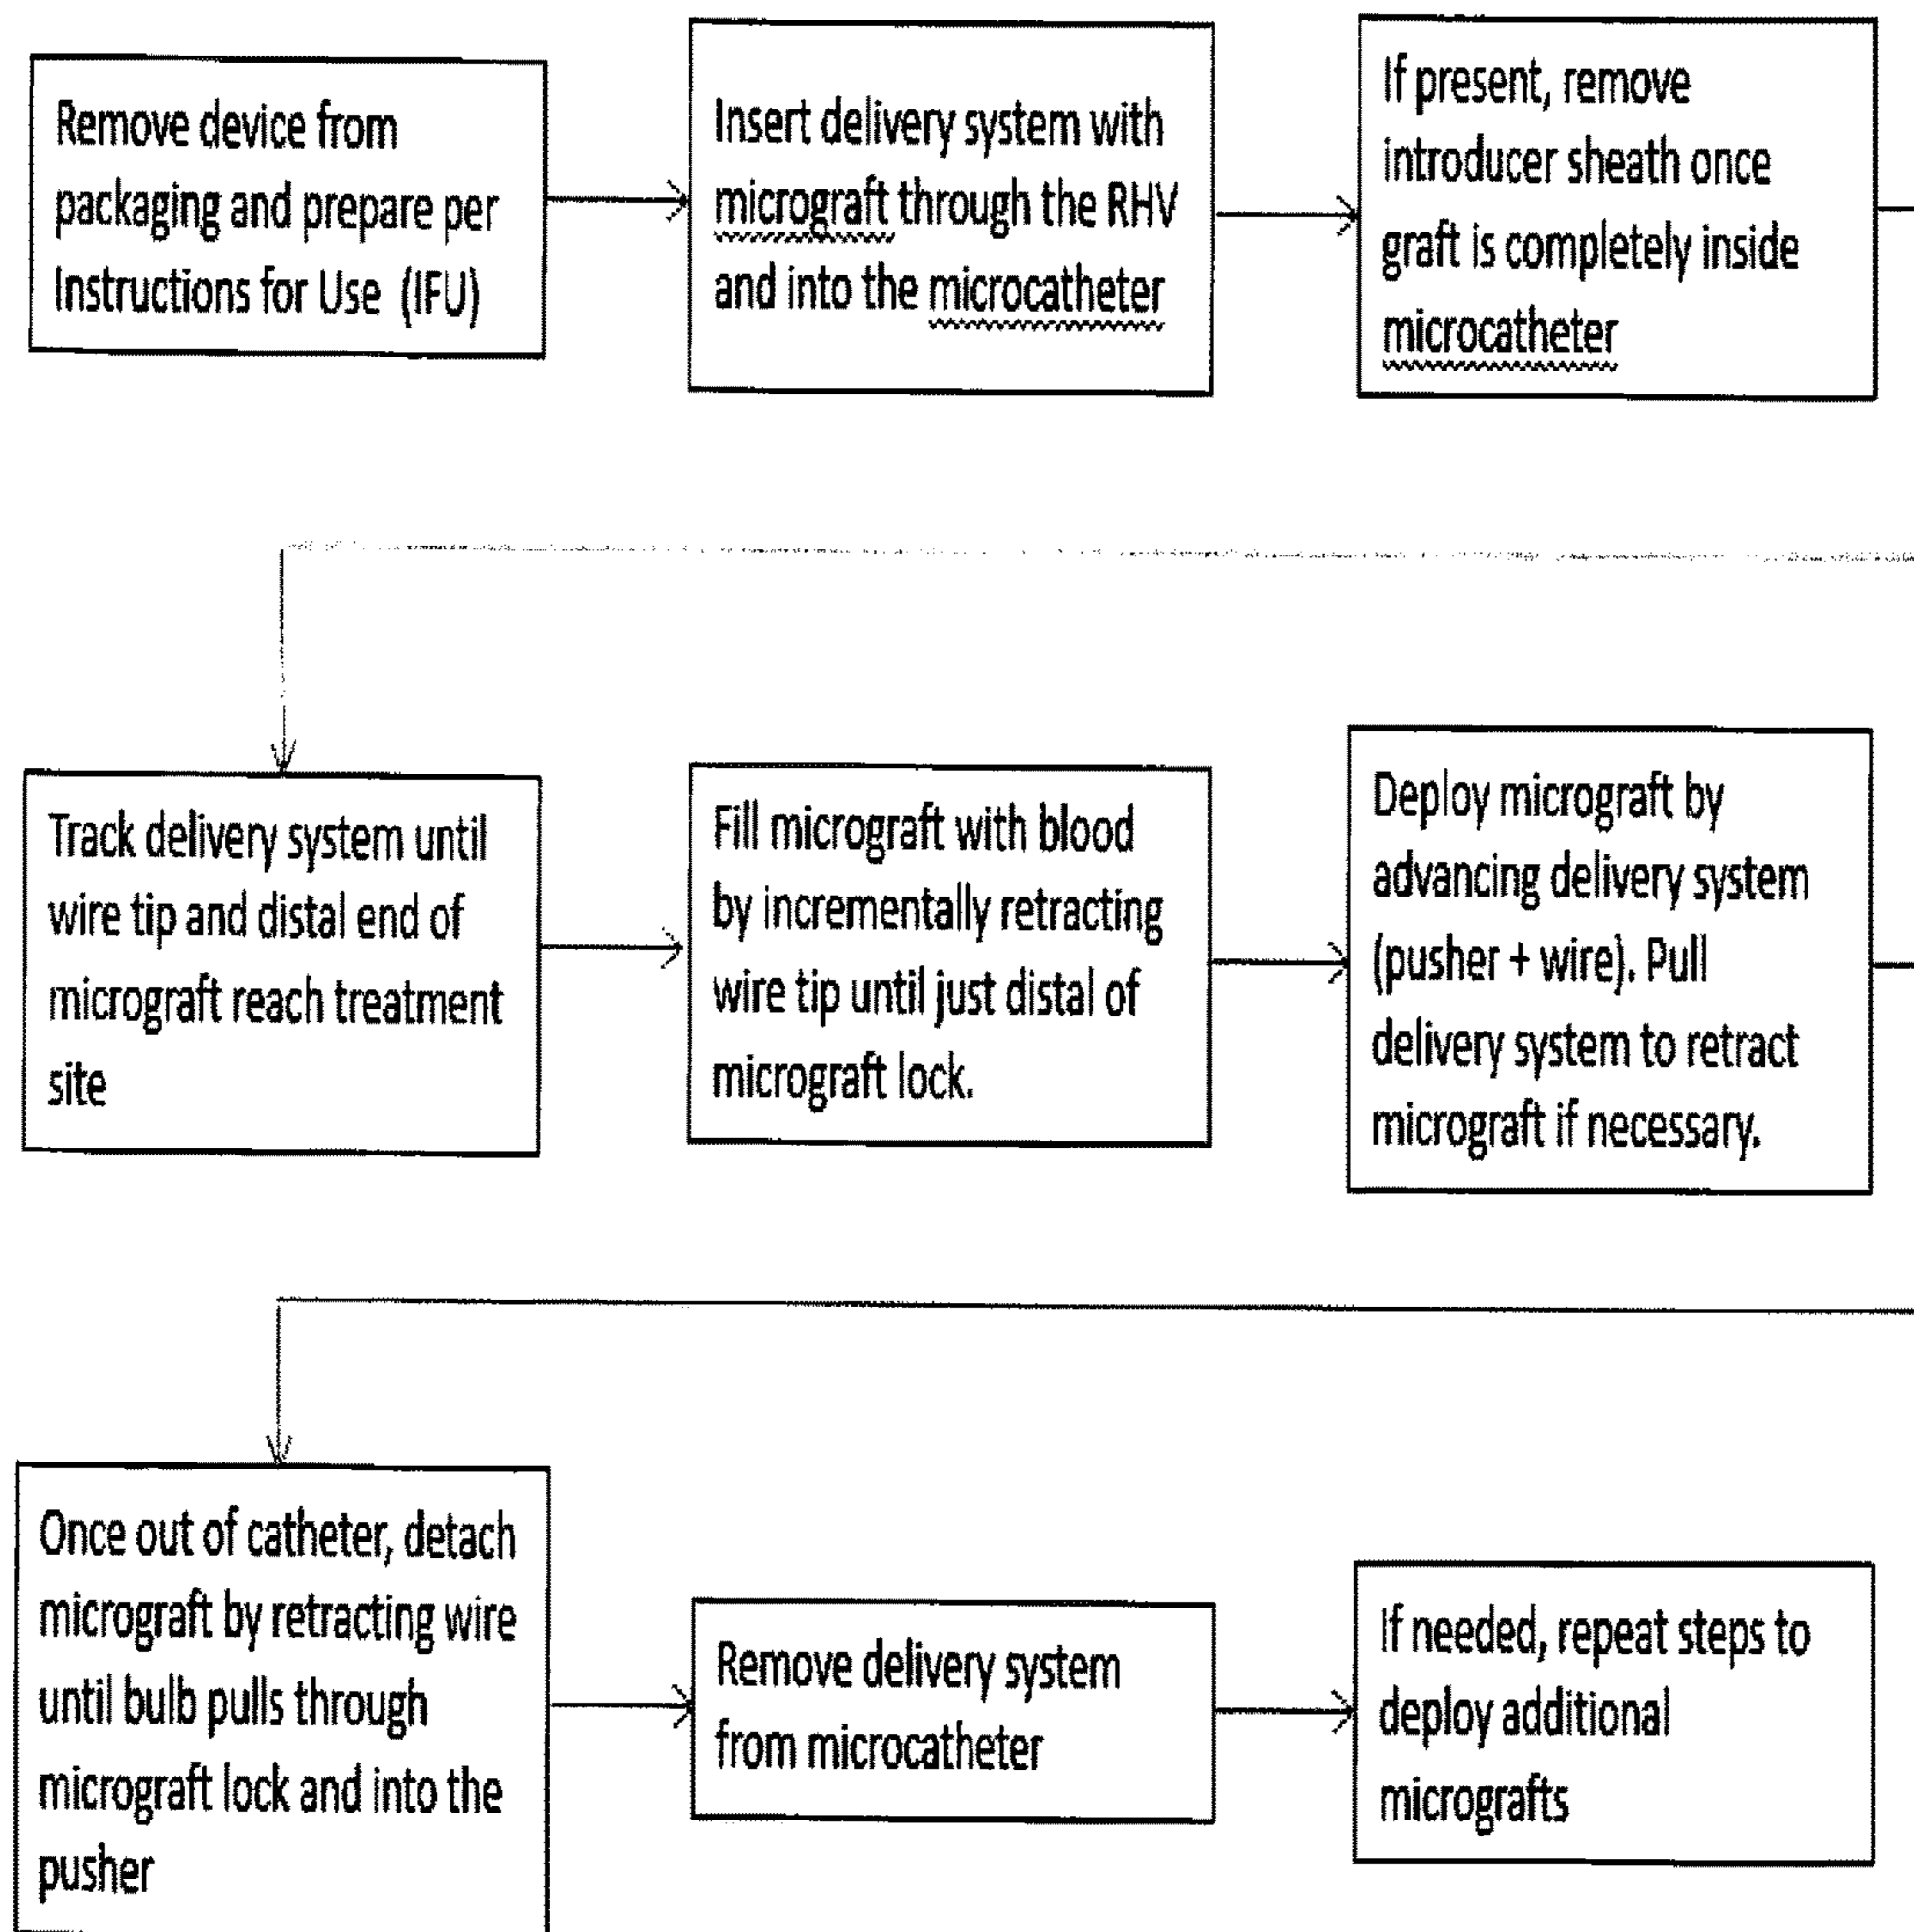 Remove device from
packaging and prepare per
Instructions for Use (IFU)
Insert delivery system with
micrograft through the RHV
and into the microcatheter
If present, remove
introducer sheath once
graft is completely inside
microcatheter
Track delivery system until
wire tip and distal end of
micrograft reach treatment
site
Fill micrograft with blood
by incrementally retracting
wire tip until just distal of
micrograft lock.
Deploy micrograft by
advancing delivery system
(pusher + wire). Pull
delivery system to retract
micrograft if necessary.
Once out of catheter, detach
micrograft by retracting wire
until bulb pulls through
micrograft lock and into the
pusher
Remove delivery system
from microcatheter
If needed, repeat steps to
deploy additional
micrografts